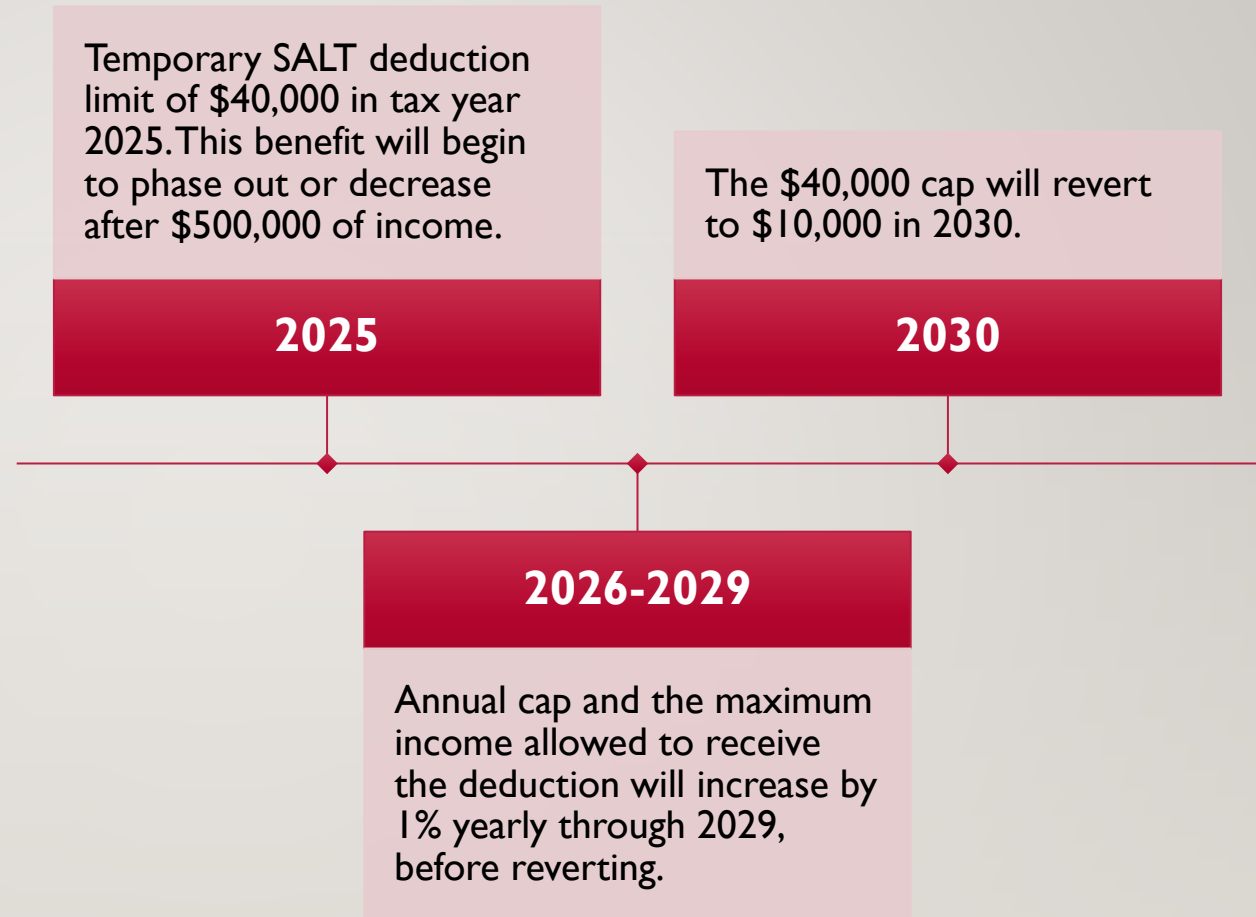 Temporary SALT deduction
limit of $40,000 in tax year
2025. This benefit will begin
to phase out or decrease
after $500,000 of income.
2025
The $40,000 cap will revert
to $10,000 in 2030.
2030
2026-2029
Annual cap and the maximum
income allowed to receive
the deduction will increase by
1% yearly through 2029,
before reverting.